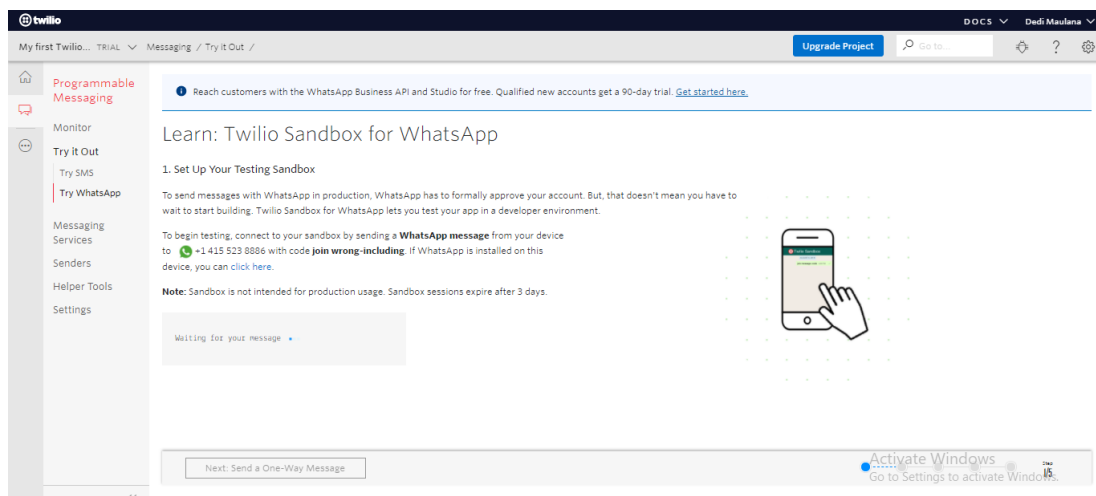 twilio
DOCS Dedi Maulana
My first Twilio... TRIAL Messaging / Try it Out /
Upgrade Project
Go to...
Programmable
Messaging
Monitor
Try it Out
Try SMS
Try WhatsApp
Messaging
Services
Senders
Helper Tools
Settings
Reach customers with the WhatsApp Business API and Studio for free. Qualified new accounts get a 90-day trial. Get started here.
Learn: Twilio Sandbox for WhatsApp
1. Set Up Your Testing Sandbox
To send messages with WhatsApp in production, WhatsApp has to formally approve your account. But, that doesn't mean you have to
wait to start building. Twilio Sandbox for WhatsApp lets you test your app in a developer environment.
To begin testing, connect to your sandbox by sending a WhatsApp message from your device
to +1 415 523 8886 with code join wrong-including. If WhatsApp is installed on this
device, you can click here.
Note: Sandbox is not intended for production usage. Sandbox sessions expire after 3 days.
Waiting for your message
Twilio Sandbox
Next: Send a One-Way Message
Step
1/5
Activate Windows
Go to Settings to activate Windows.